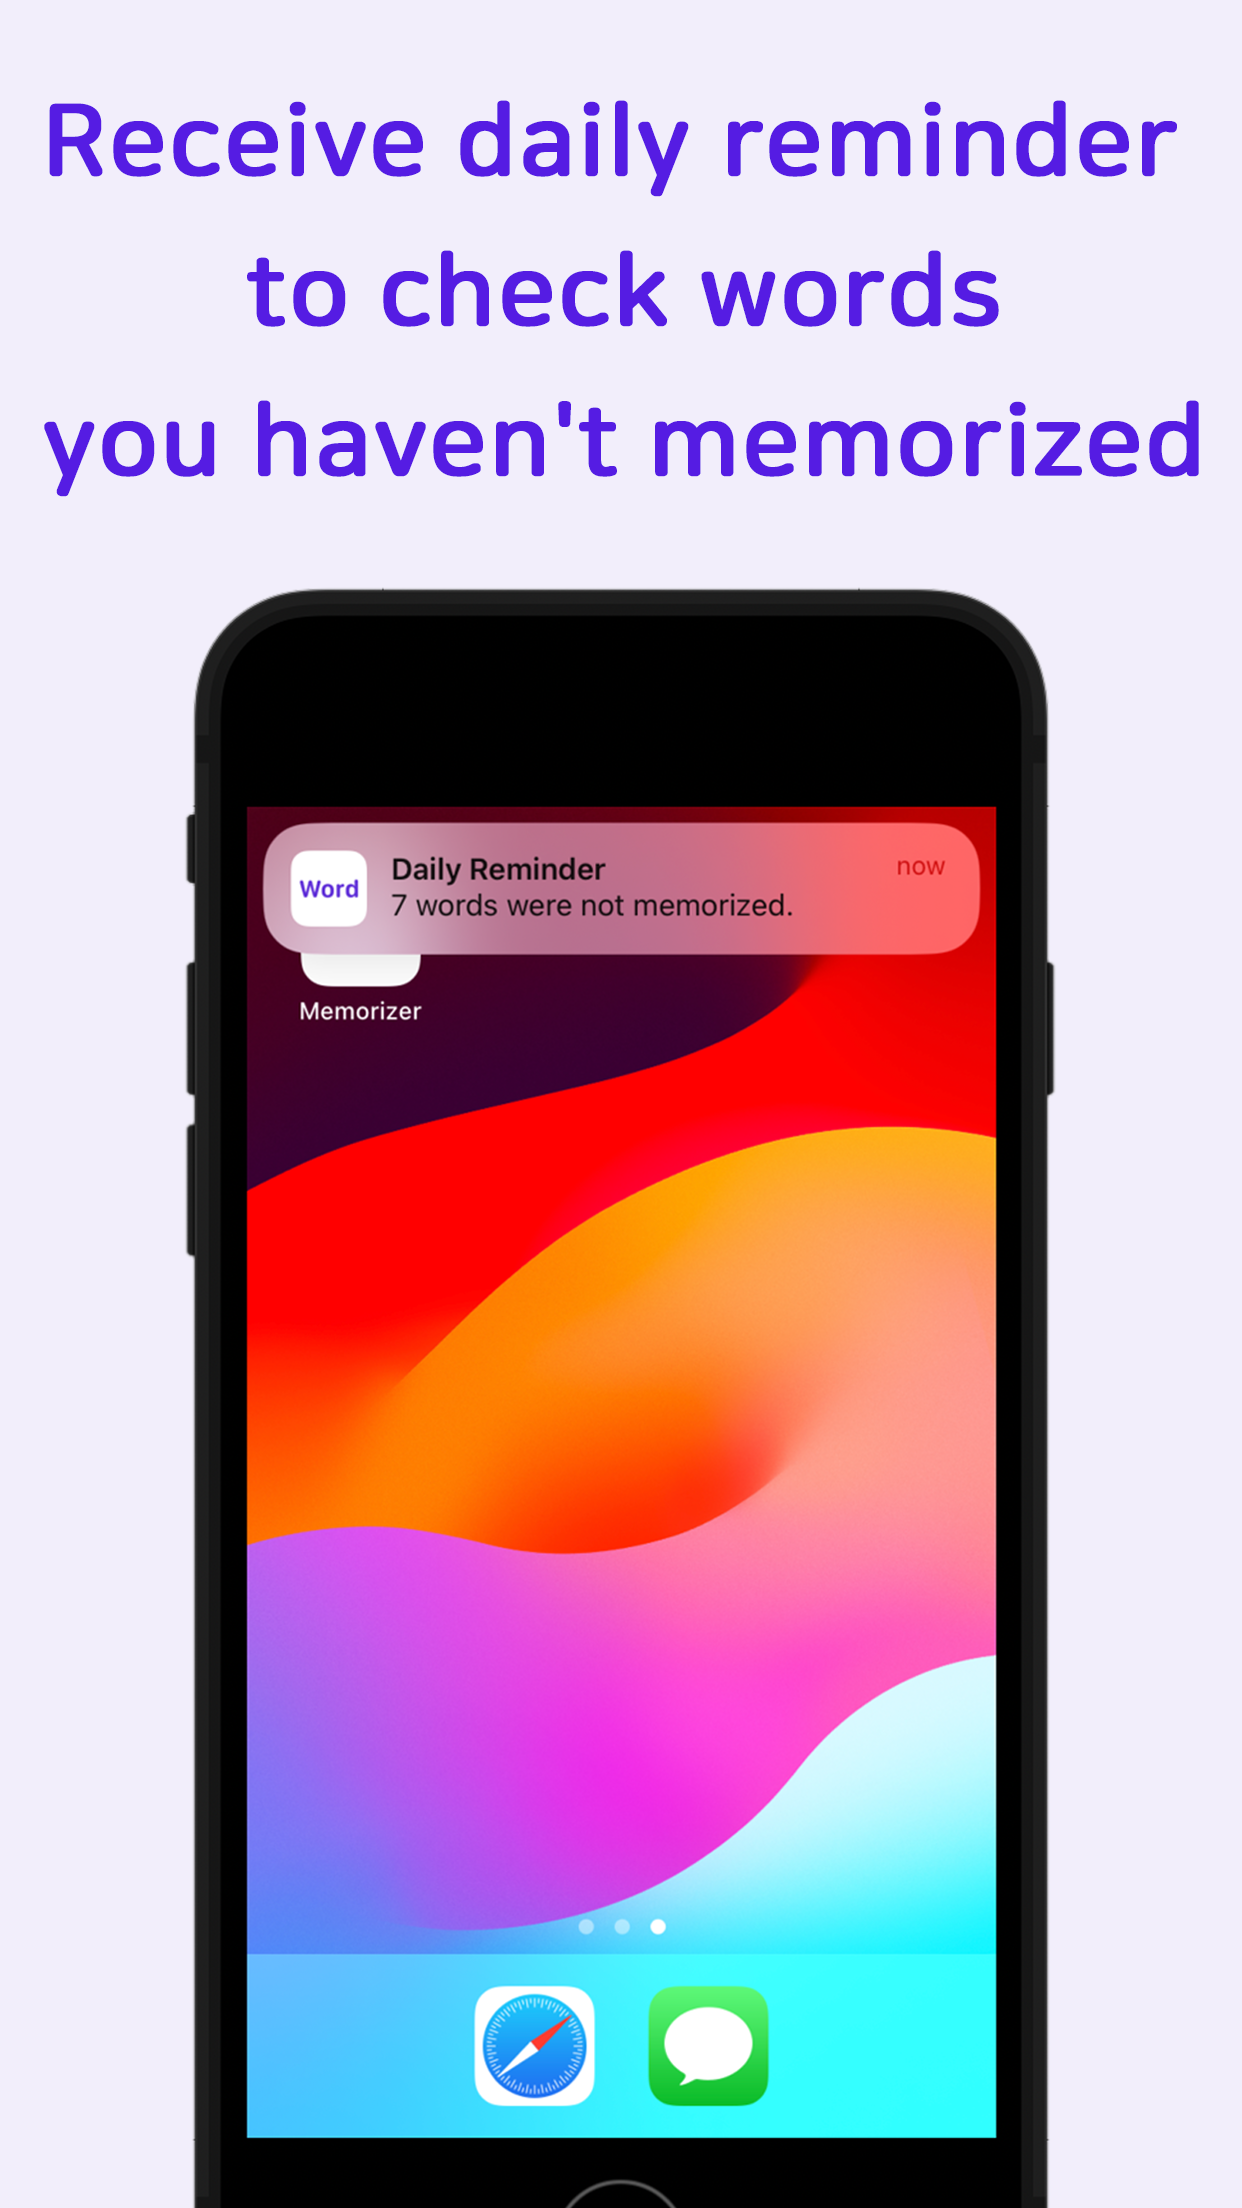 Receive daily reminder
to check words
you haven't memorized
Word
Daily Reminder
now
7 words were not memorized.
Memorizer